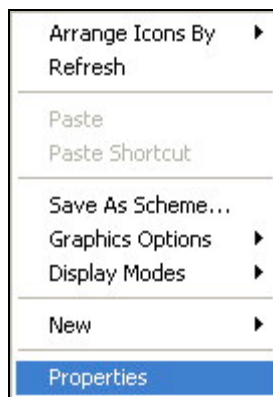 Arrange Icons By
Refresh
Paste
Paste Shortcut
Save As Scheme...
Graphics Options
Display Modes
New
Properties